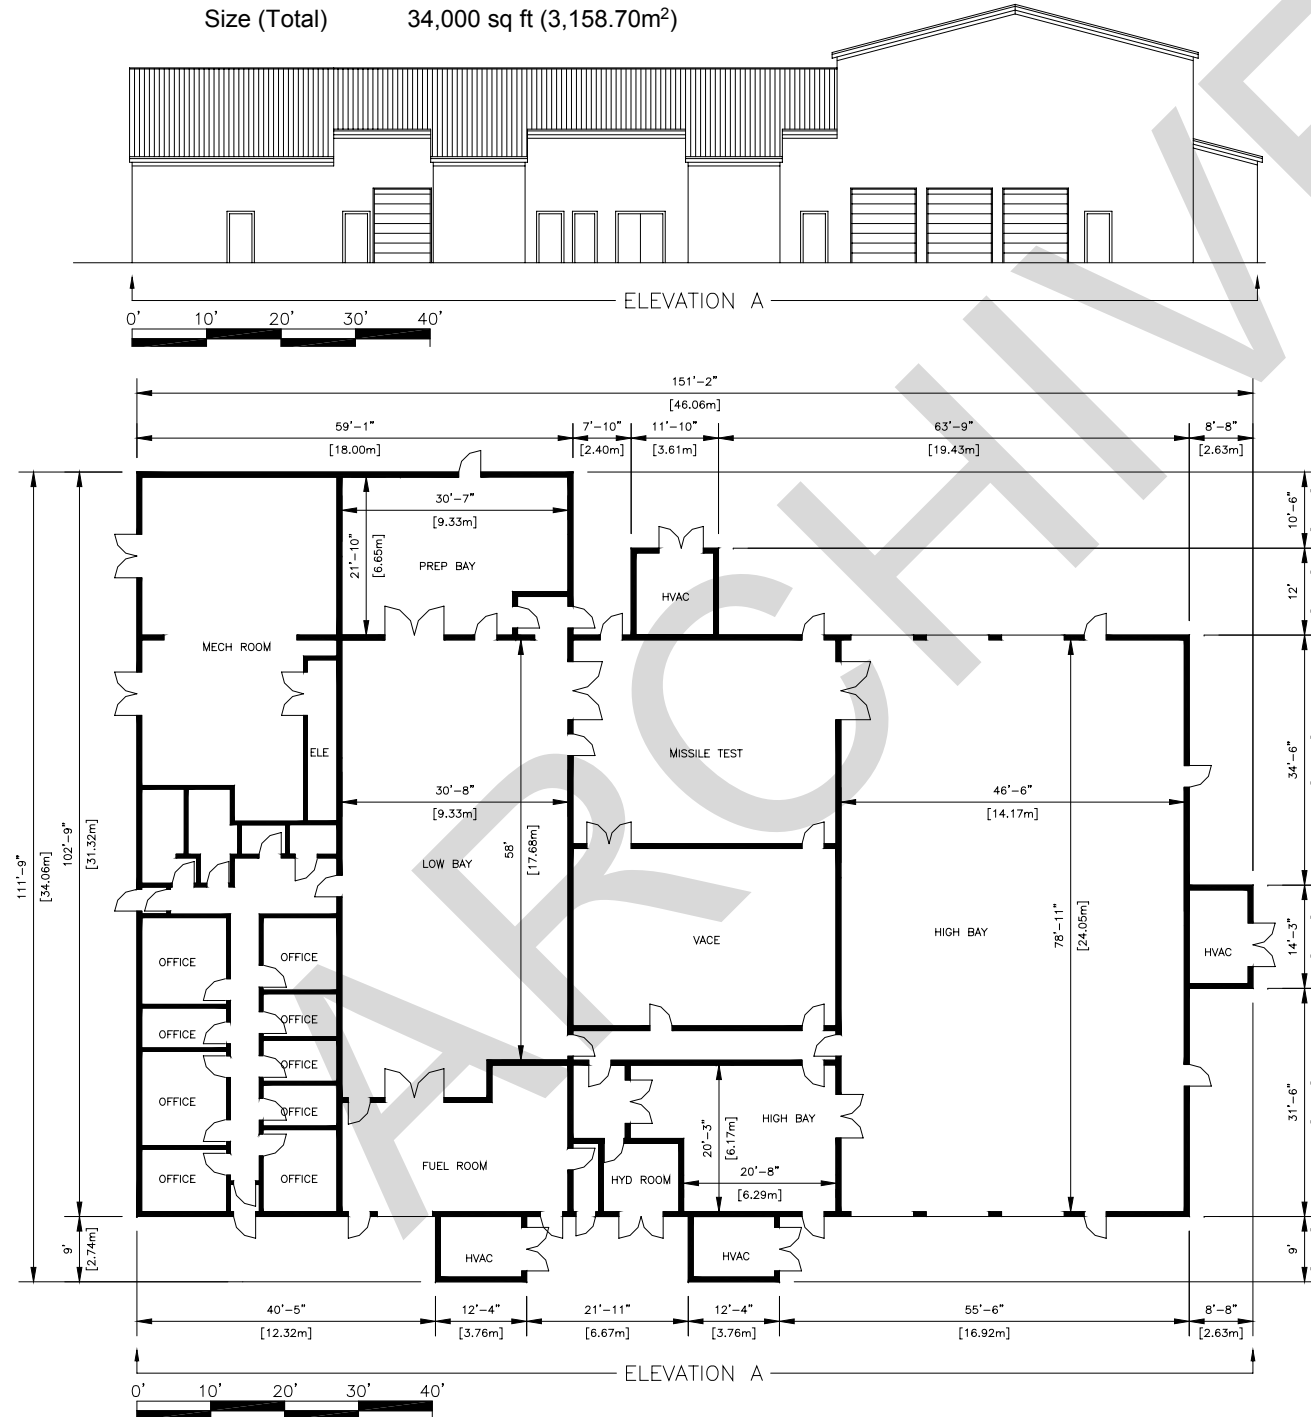 Size (Total) 34,000 sq ft (3,158.70m²)
ELEVATION A
0' 10' 20' 30' 40'
151'-2"
[46.06m]
59'-1" 7'-10" 11'-10" 63'-9" 8'-8"
[18.00m] [2.40m] [3.61m] [19.43m] [2.63m]
30'-7"
[9.33m]
21'-10"
[6.65m]
PREP BAY
HVAC
10'-6"
12'
MECH ROOM
ELE
MISSILE TEST
34'-6"
30'-8"
[9.33m]
46'-6"
[14.17m]
111'-9"
[34.06m]
102'-9"
[31.32m]
LOW BAY
58'
[17.68m]
VACE
HIGH BAY
78'-11"
[24.05m]
HVAC
14'-3"
OFFICE OFFICE
OFFICE OFFICE
OFFICE
OFFICE OFFICE
OFFICE OFFICE
31'-6"
HIGH BAY
20'-3"
[6.17m]
FUEL ROOM
HYD ROOM
20'-8"
[6.29m]
9'
[2.74m]
HVAC
HVAC
9'
40'-5" 12'-4" 21'-11" 12'-4" 55'-6" 8'-8"
[12.32m] [3.76m] [6.67m] [3.76m] [16.92m] [2.63m]
ELEVATION A
0' 10' 20' 30' 40'
ARCHIVE